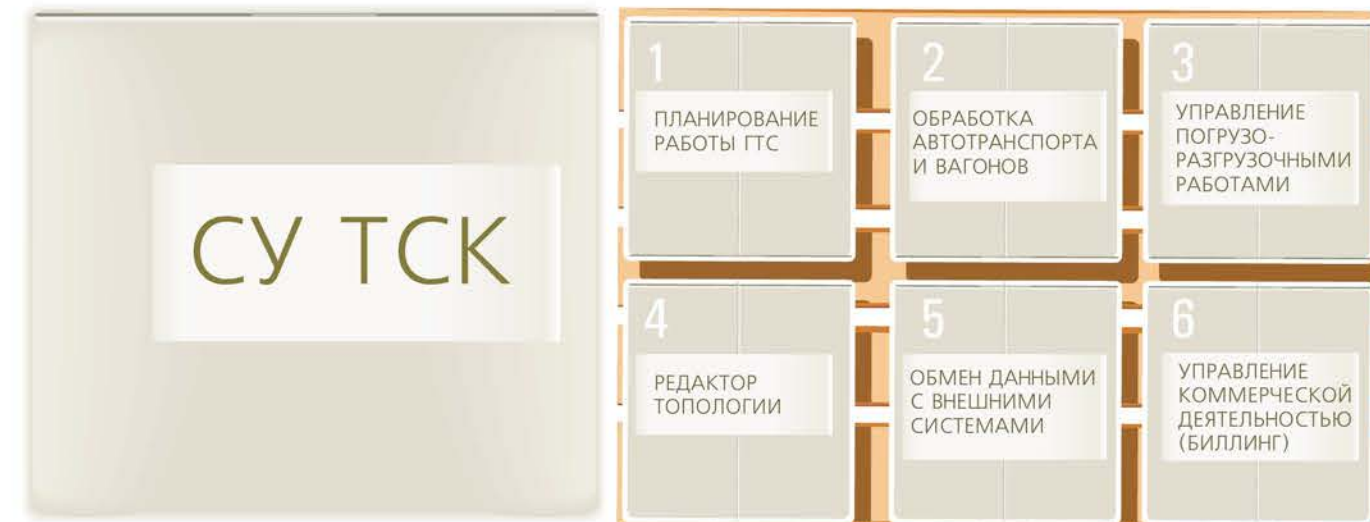 СУ ТСК
1
ПЛАНИРОВАНИЕ
РАБОТЫ ГТС
2
ОБРАБОТКА
АВТОТРАНСПОРТА
И ВАГОНОВ
3
УПРАВЛЕНИЕ
ПОГРУЗО-
РАЗГРУЗОЧНЫМИ
РАБОТАМИ
4
РЕДАКТОР
ТОПОЛОГИИ
5
ОБМЕН ДАННЫМИ
С ВНЕШНИМИ
СИСТЕМАМИ
6
УПРАВЛЕНИЕ
КОММЕРЧЕСКОЙ
ДЕЯТЕЛЬНОСТЬЮ
(БИЛЛИНГ)